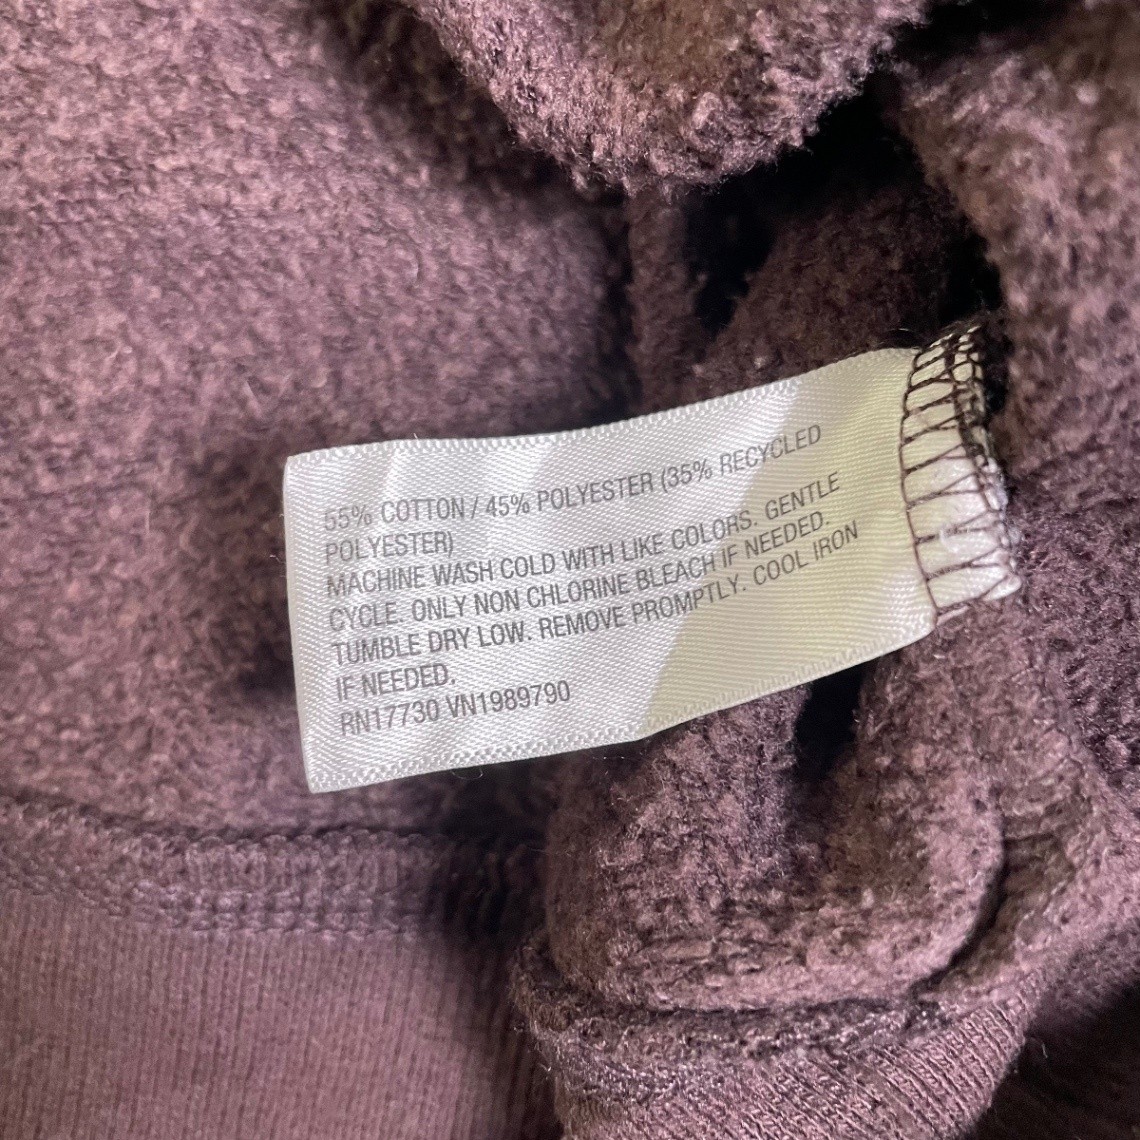 55% COTTON / 45% POLYESTER (35% RECYCLED
POLYESTER)
MACHINE WASH COLD WITH LIKE COLORS. GENTLE
CYCLE. ONLY NON CHLORINE BLEACH IF NEEDED.
TUMBLE DRY LOW. REMOVE PROMPTLY. COOL IRON
IF NEEDED.
RN17730 VN1989790